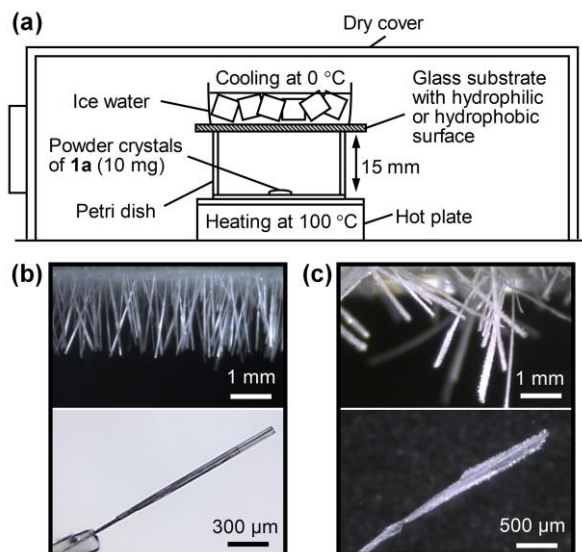 (a)
Dry cover
Cooling at 0 °C
Ice water
Glass substrate
with hydrophilic
or hydrophobic
surface
Powder crystals
of 1a (10 mg)
15 mm
Petri dish
Heating at 100 °C
Hot plate
(b)
1 mm
300 µm
(c)
1 mm
500 µm